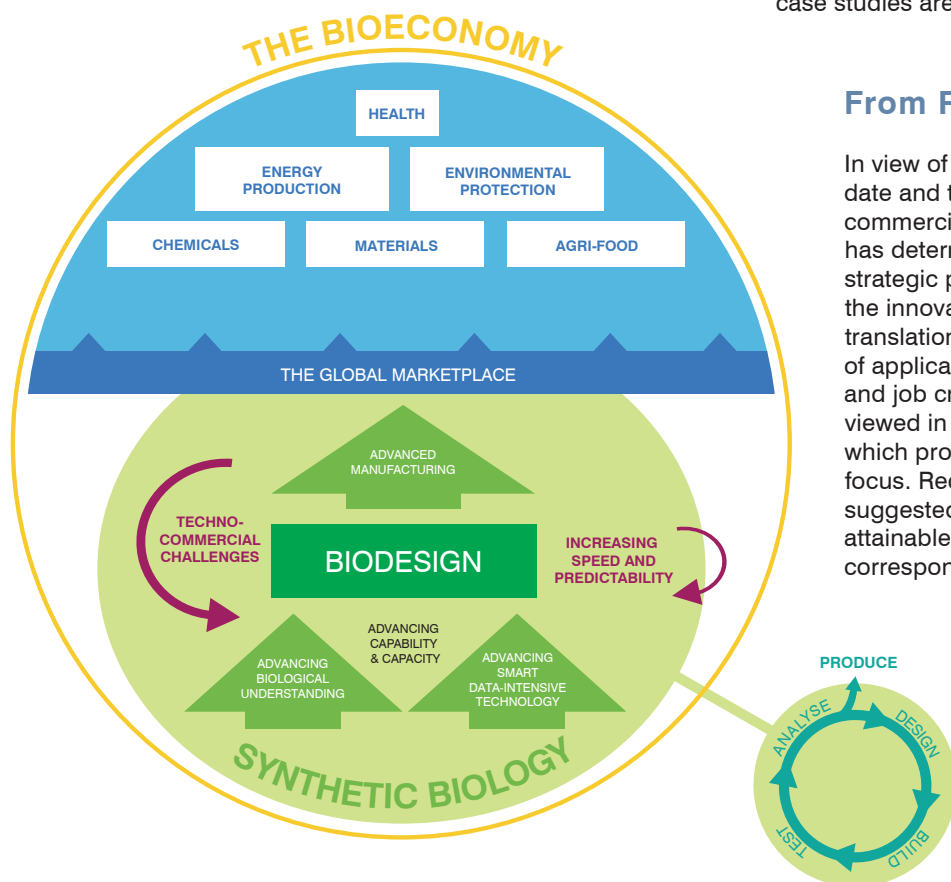 case studies are
THE BIOECONOMY
HEALTH
ENERGY
PRODUCTION
ENVIRONMENTAL
PROTECTION
CHEMICALS
MATERIALS
AGRI-FOOD
THE GLOBAL MARKETPLACE
ADVANCED
MANUFACTURING
TECHNO-
COMMERCIAL
CHALLENGES
BIODESIGN
INCREASING
SPEED AND
PREDICTABILITY
ADVANCING
CAPABILITY
& CAPACITY
ADVANCING
BIOLOGICAL
UNDERSTANDING
ADVANCING
SMART
DATA-INTENSIVE
TECHNOLOGY
SYNTHETIC BIOLOGY
PRODUCE
DESIGN
BUILD
TEST
ANALYSE
From
In view of
date and
commerci
has deter
strategic p
the innova
translation
of applica
and job cr
viewed in
which pro
focus. Re
suggested
attainable
correspon